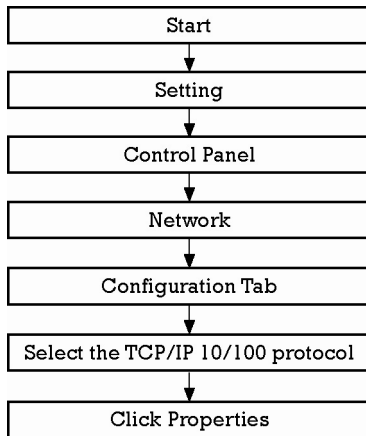 Start
Setting
Control Panel
Network
Configuration Tab
Select the TCP/IP 10/100 protocol
Click Properties